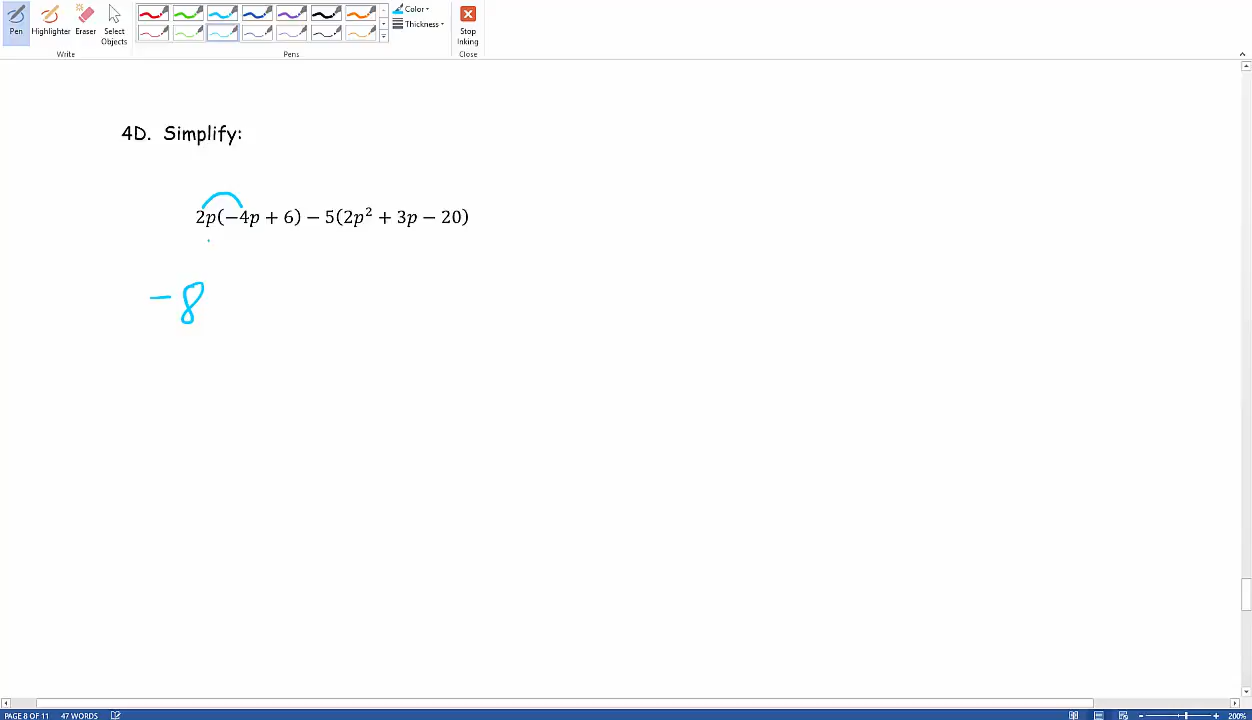 Pen
Highlighter
Eraser
Select Objects
Color
Thickness
Stop Inking
Write
Pens
Close
4D. Simplify:
2p(−4p + 6) − 5(2p² + 3p − 20)
− 8
PAGE 8 OF 11 47 WORDS
200%